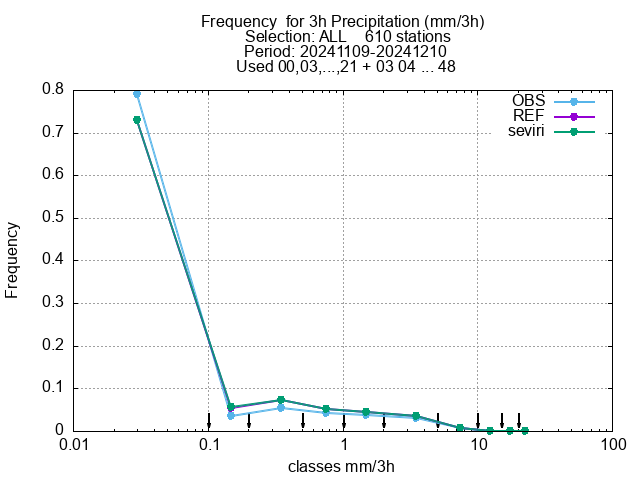 Frequency  for 3h Precipitation (mm/3h)
Selection: ALL    610 stations
Period: 20241109-20241210
Used 00,03,...,21 + 03 04 ... 48
OBS
REF
seviri
0.8
0.7
0.6
0.5
0.4
0.3
0.2
0.1
0
Frequency
0.01 0.1 1 10 100
classes mm/3h